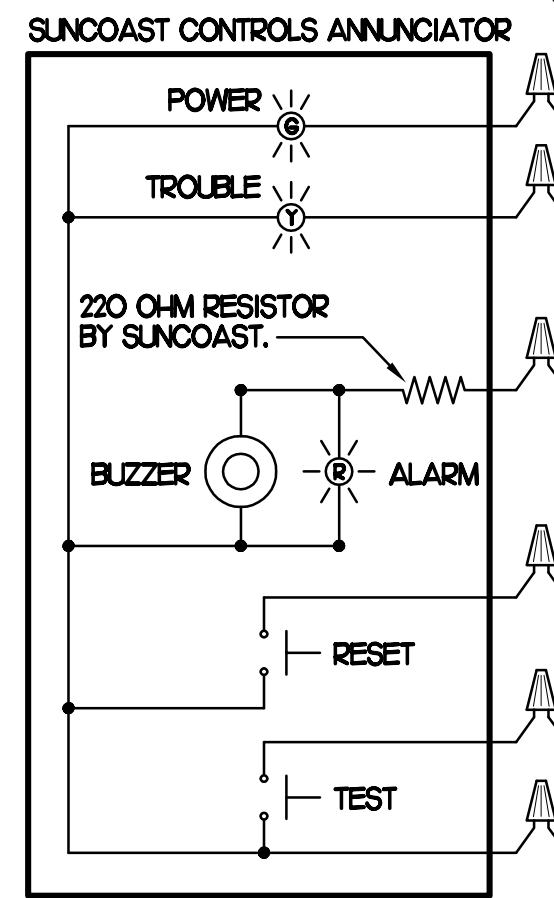 SUNCOAST CONTROLS ANNUNCIATOR
POWER
G
TROUBLE
Y
220 OHM RESISTOR
BY SUNCOAST.
BUZZER
R
ALARM
RESET
TEST